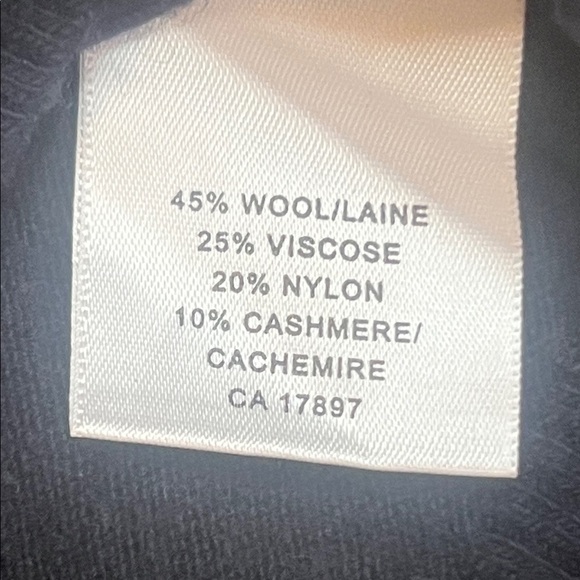 45% WOOL/LAINE
25% VISCOSE
20% NYLON
10% CASHMERE/
CACHEMIRE
CA 17897